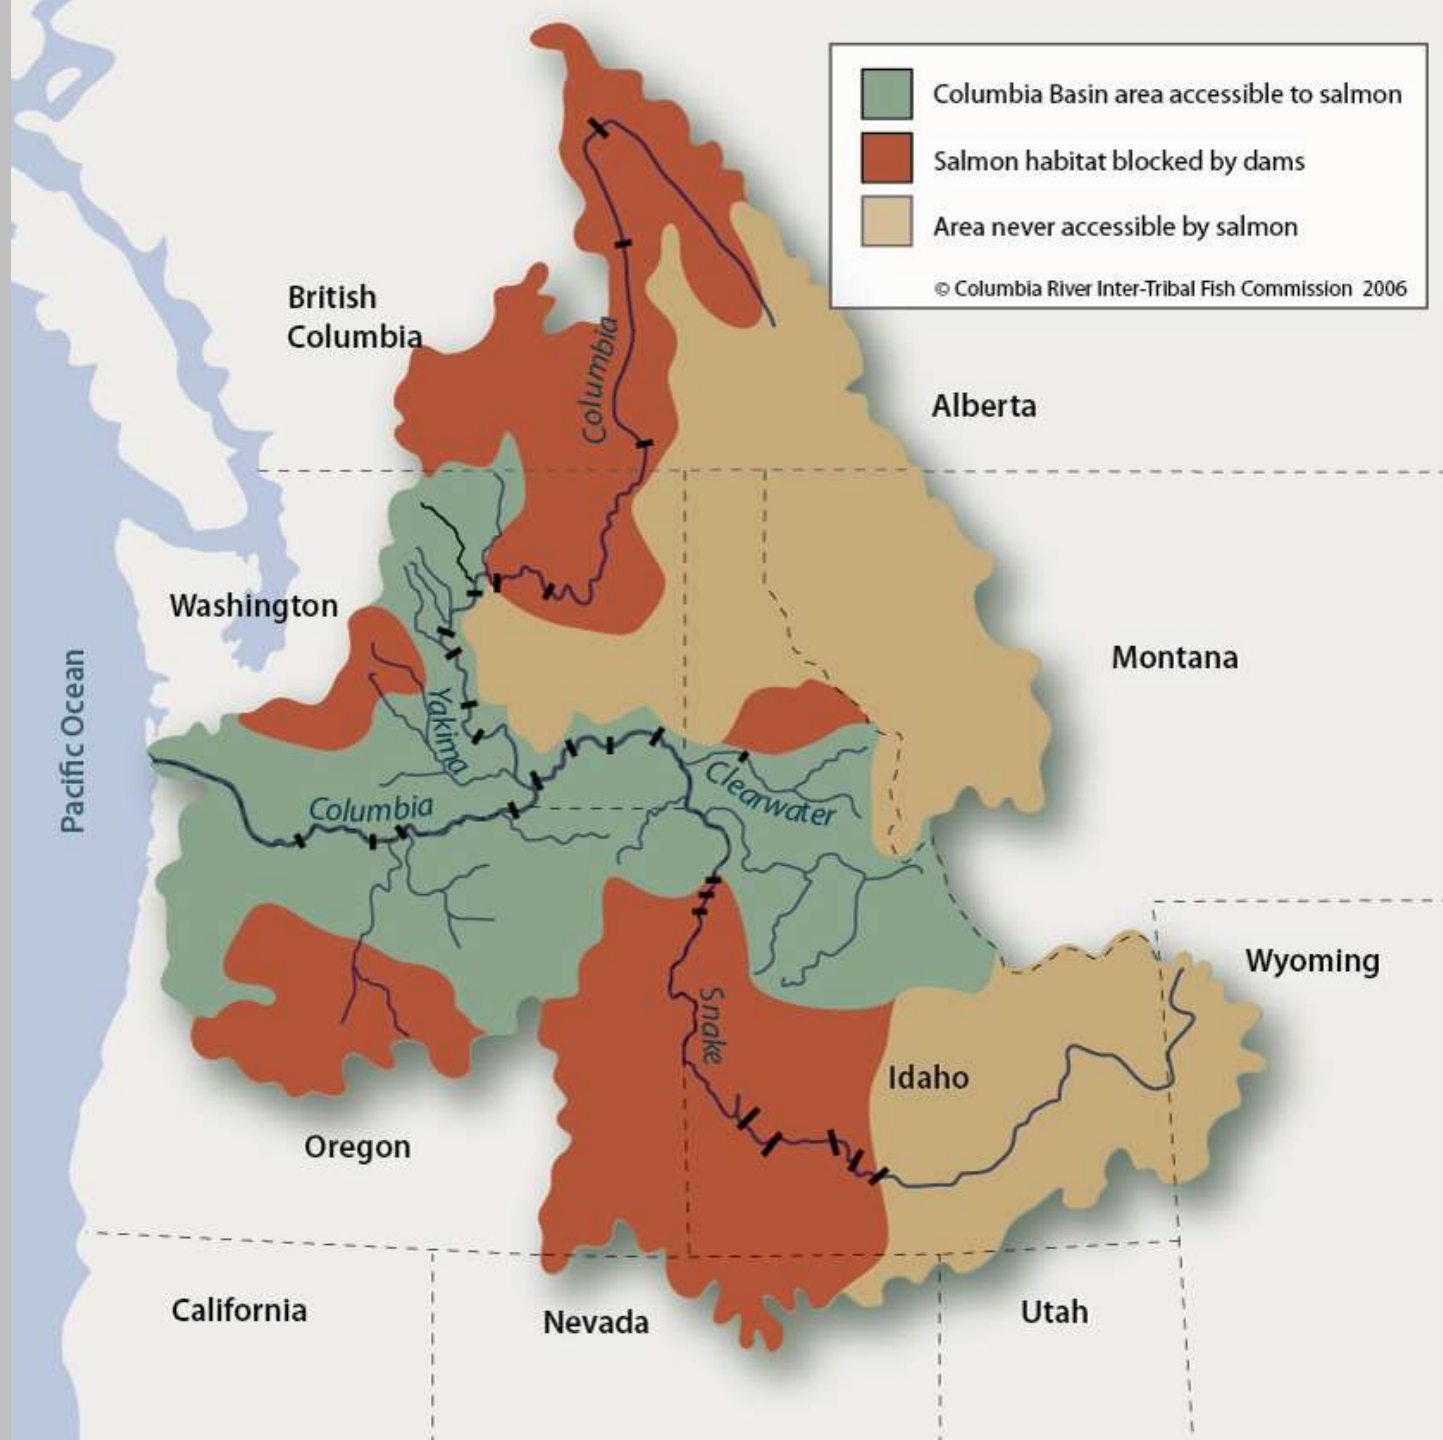 Columbia Basin area accessible to salmon
Salmon habitat blocked by dams
Area never accessible by salmon
© Columbia River Inter-Tribal Fish Commission 2006
British
Columbia
Columbia
Alberta
Washington
Montana
Pacific Ocean
Yakima
Clearwater
Columbia
Wyoming
Snake
Idaho
Oregon
California
Nevada
Utah